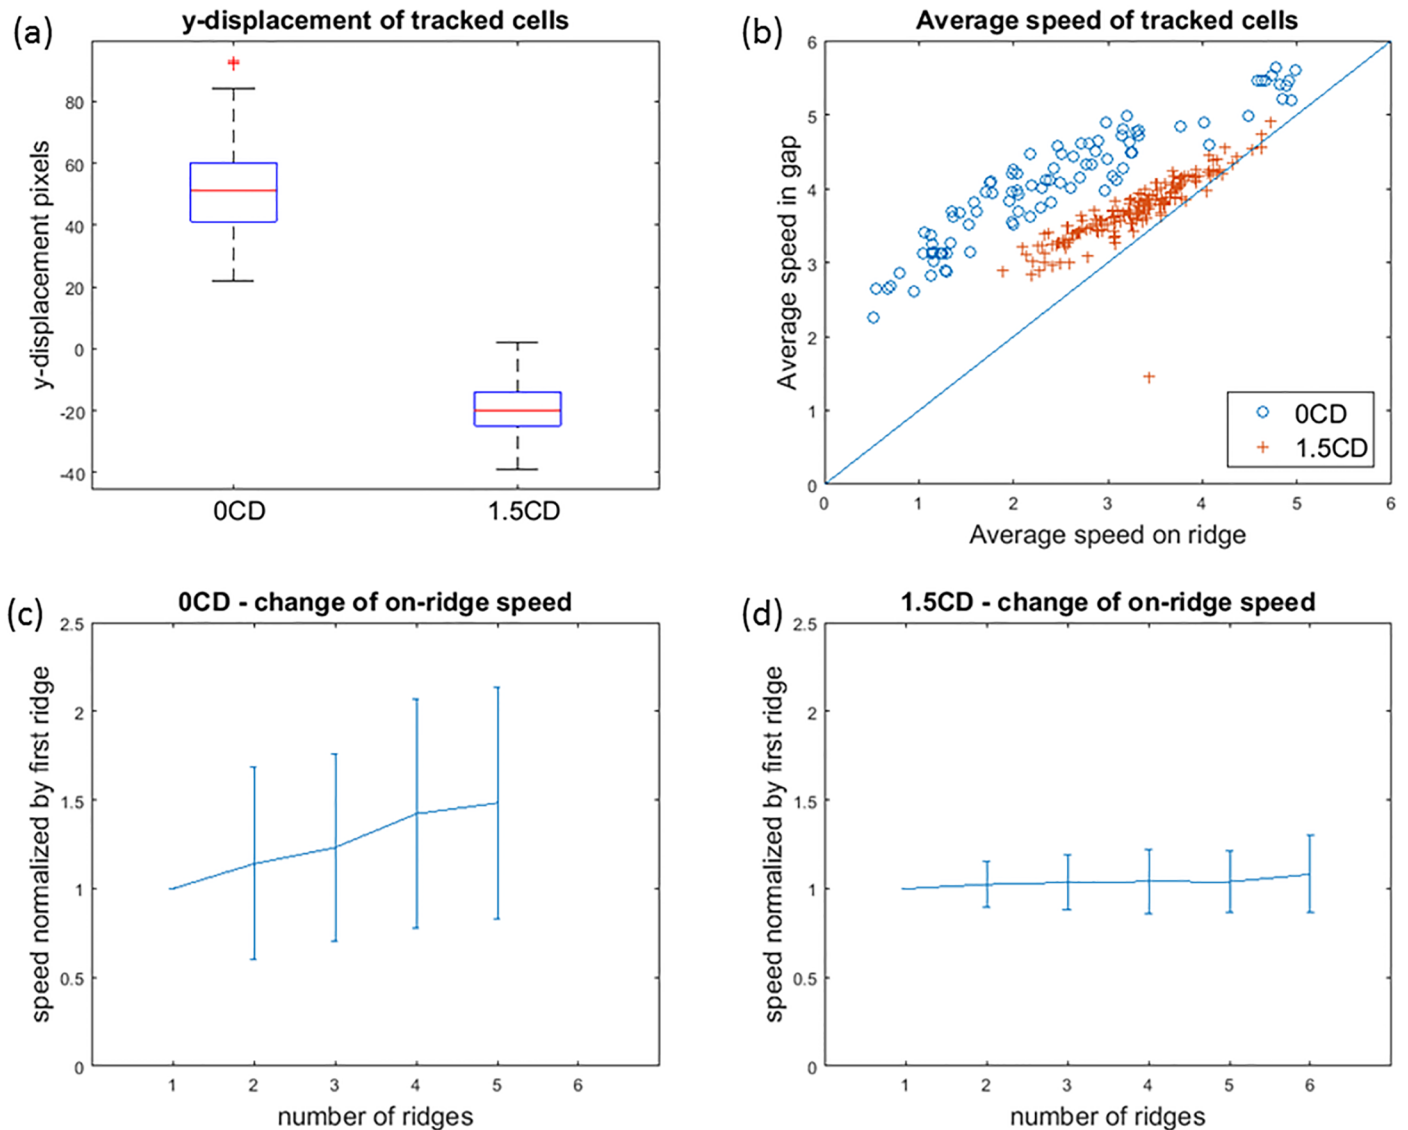 (a)
y-displacement of tracked cells
y-displacement pixels
80
60
40
20
0
-20
-40
0CD
1.5CD
(b)
Average speed of tracked cells
Average speed in gap
6
5
4
3
2
1
0
0
1
2
3
4
5
6
Average speed on ridge
0CD
1.5CD
(c)
0CD - change of on-ridge speed
speed normalized by first ridge
2.5
2
1.5
1
0.5
0
1
2
3
4
5
6
number of ridges
(d)
1.5CD - change of on-ridge speed
speed normalized by first ridge
2.5
2
1.5
1
0.5
0
1
2
3
4
5
6
number of ridges